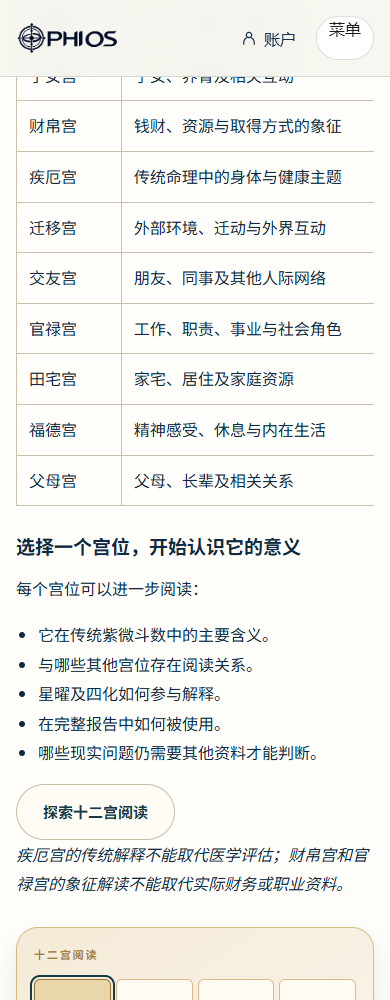 PHIOS
账户
菜单
财帛宫 钱财、资源与取得方式的象征
疾厄宫 传统命理中的身体与健康主题
迁移宫 外部环境、迁动与外界互动
交友宫 朋友、同事及其他人际网络
官禄宫 工作、职责、事业与社会角色
田宅宫 家宅、居住及家庭资源
福德宫 精神感受、休息与内在生活
父母宫 父母、长辈及相关关系
选择一个宫位，开始认识它的意义
每个宫位可以进一步阅读：
它在传统紫微斗数中的主要含义。
与哪些其他宫位存在阅读关系。
星曜及四化如何参与解释。
在完整报告中如何被使用。
哪些现实问题仍需要其他资料才能判断。
探索十二宫阅读
疾厄宫的传统解释不能取代医学评估；财帛宫和官
禄宫的象征解读不能取代实际财务或职业资料。
十二宫阅读